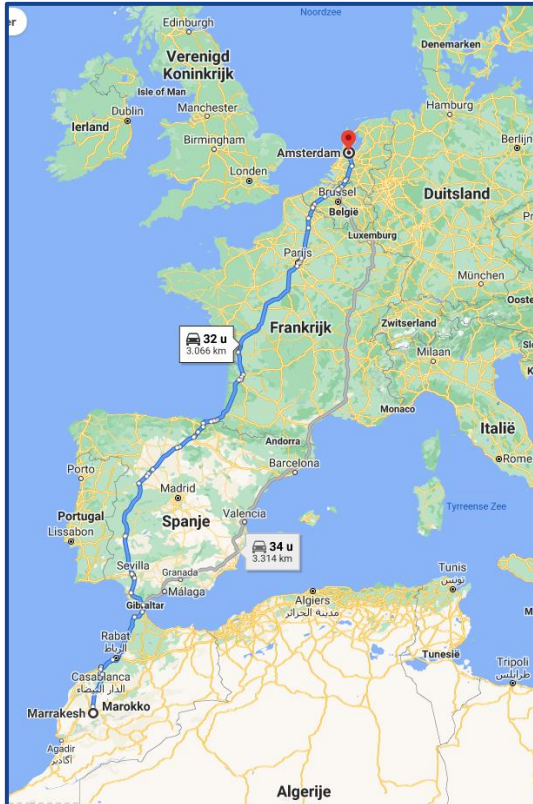 Noordzee
er
Edinburgh
Denemarken
Verenigd
Koninkrijk
Isle of Man
Hamburg
Dublin
Manchester
Ierland
Berlijn
Birmingham
Amsterdam
Londen
Duitsland
Brussel
België
Luxemburg
Parijs
München
Frankrijk
Zwitserland
32 u
3.066 km
Milaan
Monaco
Andorra
Italië
Porto
Barcelona
Rome
Madrid
Portugal
Spanje
Valencia
Tyrreense Zee
Lissabon
34 u
3.314 km
Sevilla
Granada
Málaga
Tunis
تونس
Algiers
مدينة الجزائر
Gibraltar
Rabat
الرباط
Tunesië
Casablanca
الدار البيضاء
Tripoli
طرابلس
Marokko
Marrakesh
Agadir
أكادير
Algerije